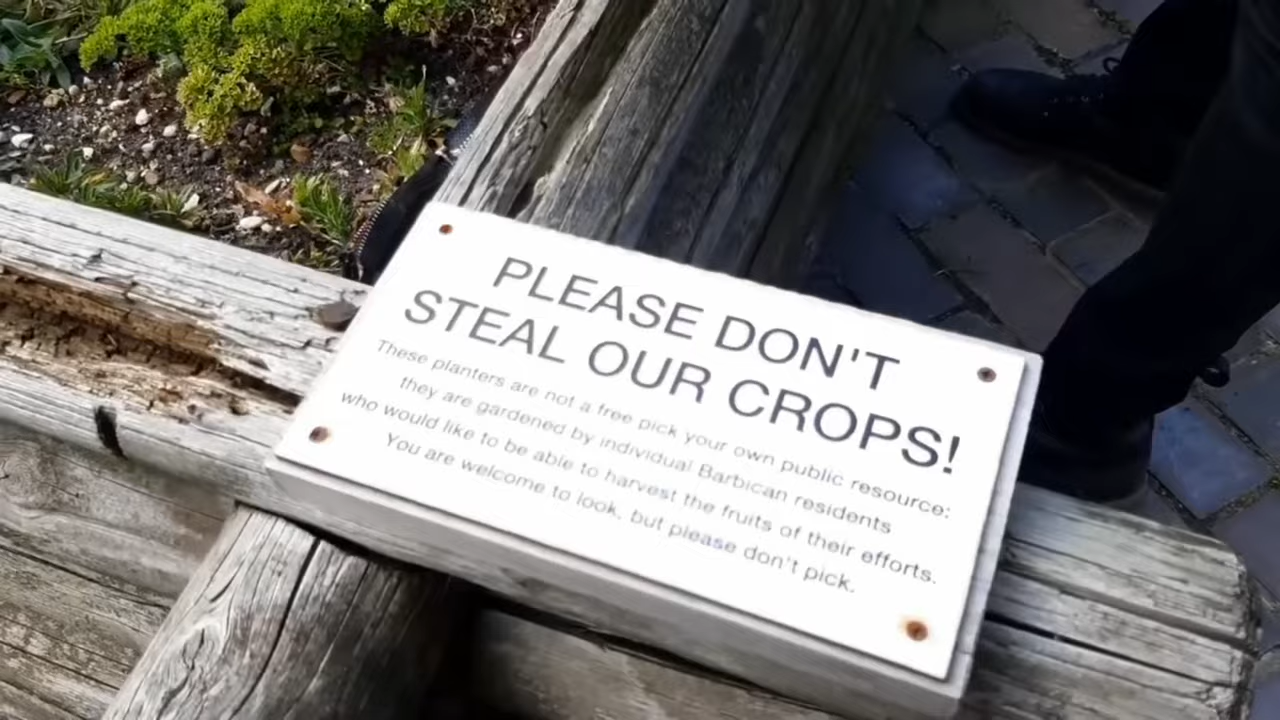 PLEASE DON'T
STEAL OUR CROPS!
These planters are not a free pick your own public resource:
they are gardened by individual Barbican residents
who would like to be able to harvest the fruits of their efforts.
You are welcome to look, but please don't pick.